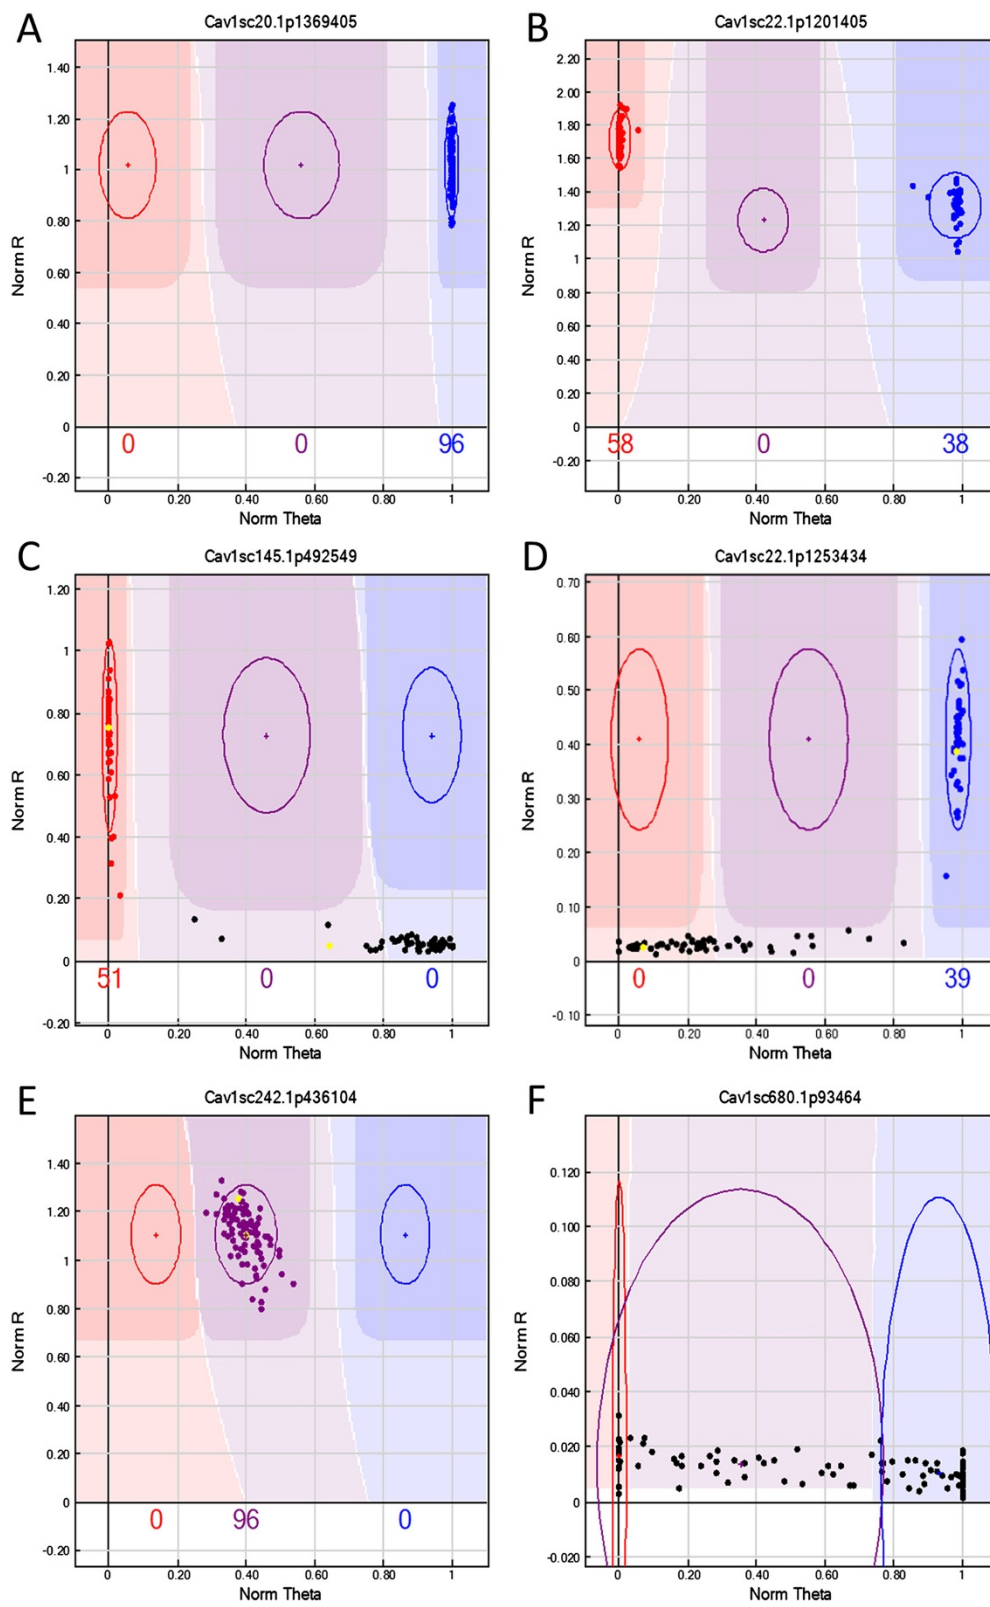 A
Cav1sc20.1p1369405
Norm R
1.40
1.20
1
0.80
0.60
0.40
0.20
0
-0.20
0 0 96
0 0.20 0.40 0.60 0.80 1
Norm Theta
B
Cav1sc22.1p1201405
Norm R
2.20
2.00
1.80
1.60
1.40
1.20
1
0.80
0.60
0.40
0.20
0
-0.20
58 0 38
0 0.20 0.40 0.60 0.80 1
Norm Theta
C
Cav1sc145.1p492549
Norm R
1.20
1
0.80
0.60
0.40
0.20
0
-0.20
51 0 0
0 0.20 0.40 0.60 0.80 1
Norm Theta
D
Cav1sc22.1p1253434
Norm R
0.70
0.60
0.50
0.40
0.30
0.20
0.10
0
-0.10
0 0 39
0 0.20 0.40 0.60 0.80 1
Norm Theta
E
Cav1sc242.1p436104
Norm R
1.40
1.20
1
0.80
0.60
0.40
0.20
0
-0.20
0 96 0
0 0.20 0.40 0.60 0.80 1
Norm Theta
F
Cav1sc680.1p93464
Norm R
0.120
0.100
0.080
0.060
0.040
0.020
0
-0.020
0 0.20 0.40 0.60 0.80 1
Norm Theta